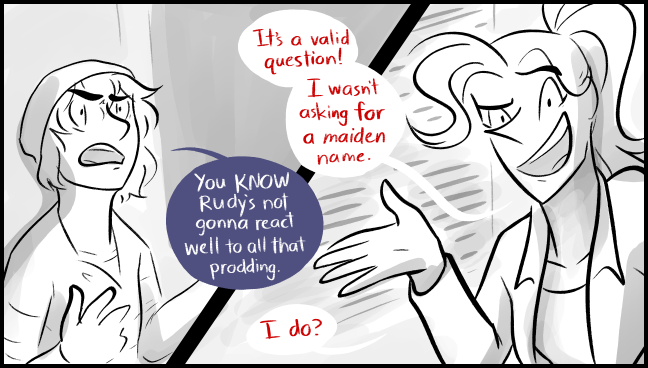 It's a valid
question!
I wasn't
asking for
a maiden
name.
You KNOW
Rudy's not
gonna react
well to all that
prodding.
I do?